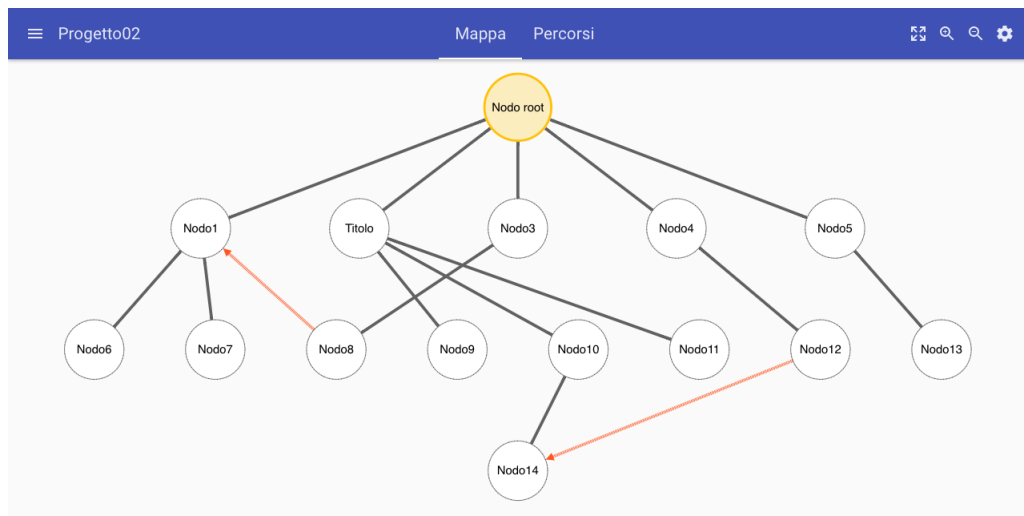 Progetto02
Mappa
Percorsi
Nodo root
Nodo1
Titolo
Nodo3
Nodo4
Nodo5
Nodo6
Nodo7
Nodo8
Nodo9
Nodo10
Nodo11
Nodo12
Nodo13
Nodo14